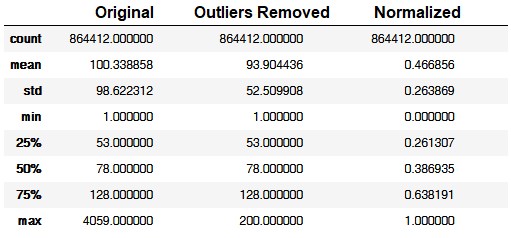 Original Outliers Removed Normalized
count 864412.000000 864412.000000 864412.000000
mean 100.338858 93.904436 0.466856
std 98.622312 52.509908 0.263869
min 1.000000 1.000000 0.000000
25% 53.000000 53.000000 0.261307
50% 78.000000 78.000000 0.386935
75% 128.000000 128.000000 0.638191
max 4059.000000 200.000000 1.000000